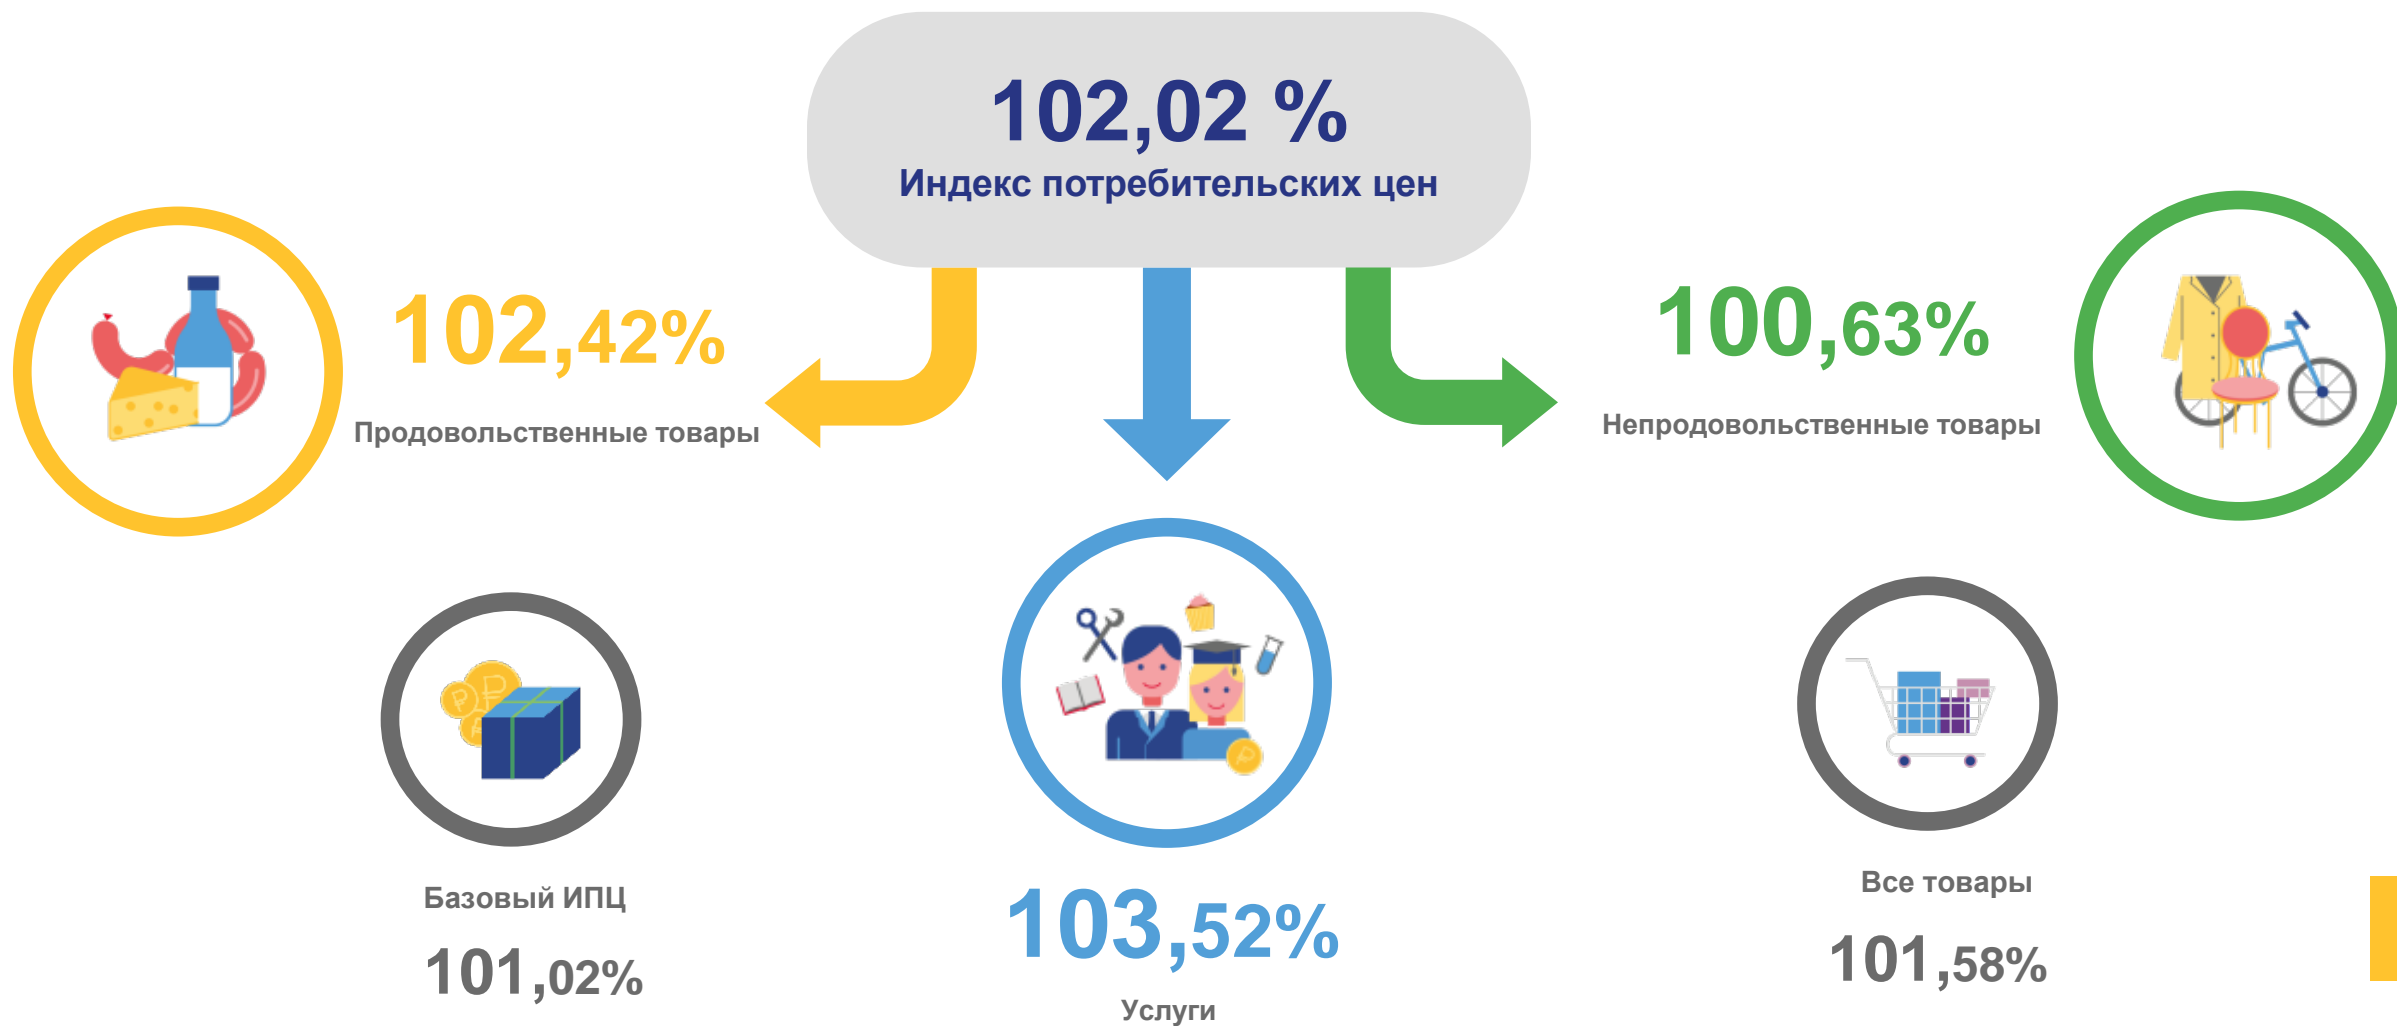 102,02 %
Индекс потребительских цен
102,42%
Продовольственные товары
100,63%
Непродовольственные товары
Базовый ИПЦ
101,02%
103,52%
Услуги
Все товары
101,58%